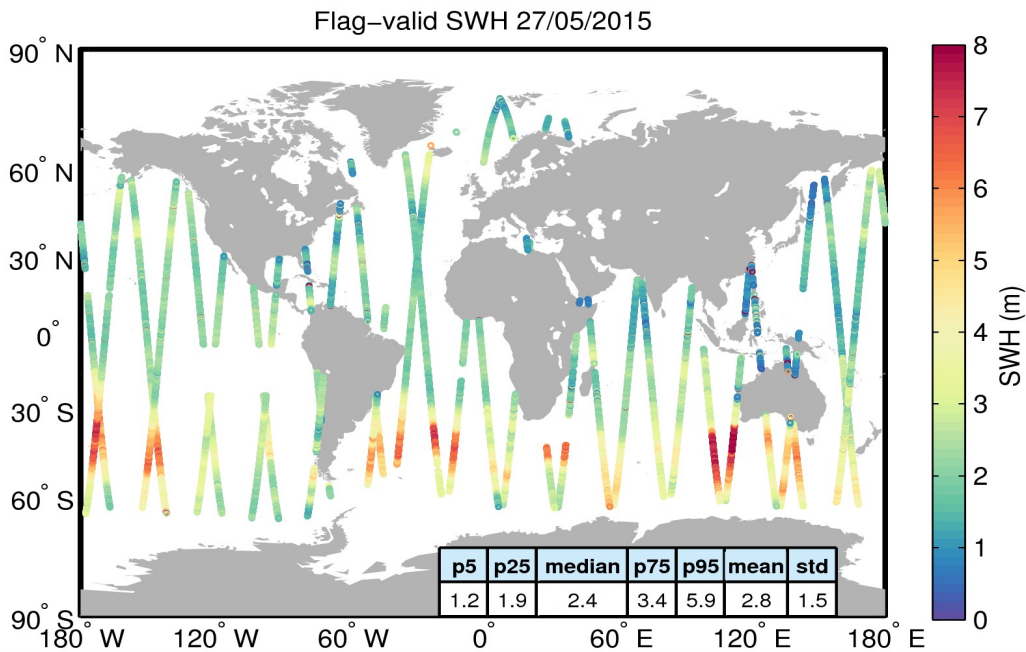 Flag−valid SWH 27/05/2015
90° N
60° N
30° N
0°
30° S
60° S
90° S
180° W
120° W
60° W
0°
60° E
120° E
180° E
p5 p25 median p75 p95 mean std
1.2 1.9 2.4 3.4 5.9 2.8 1.5
8
7
6
5
4
3
2
1
0
SWH (m)